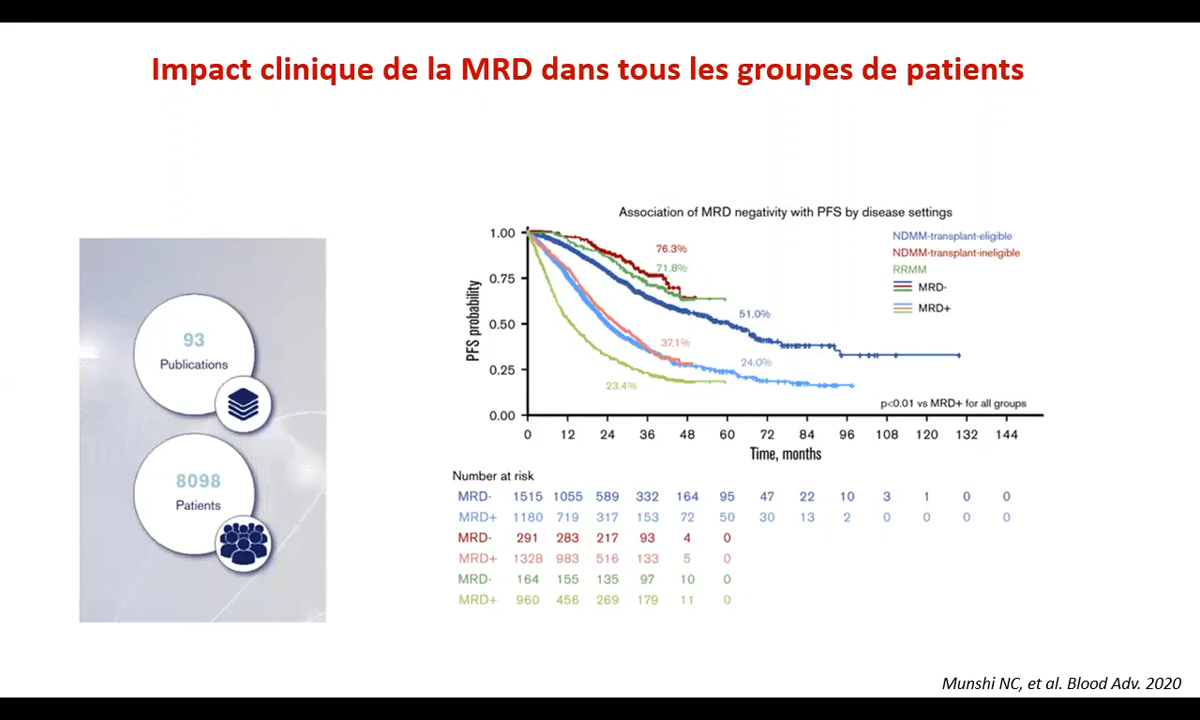 Impact clinique de la MRD dans tous les groupes de patients
93
Publications
8098
Patients
Association of MRD negativity with PFS by disease settings
NDMM-transplant-eligible
NDMM-transplant-ineligible
RRMM
MRD-
MRD+
PFS probability
1.00
0.75
0.50
0.25
0.00
76.3%
71.8%
51.0%
37.1%
24.0%
23.4%
p<0.01 vs MRD+ for all groups
0 12 24 36 48 60 72 84 96 108 120 132 144
Time, months
Number at risk
MRD- 1515 1055 589 332 164 95 47 22 10 3 1 0 0
MRD+ 1180 719 317 153 72 50 30 13 2 0 0 0 0
MRD- 291 283 217 93 4 0
MRD+ 1328 983 516 133 5 0
MRD- 164 155 135 97 10 0
MRD+ 960 456 269 179 11 0
Munshi NC, et al. Blood Adv. 2020